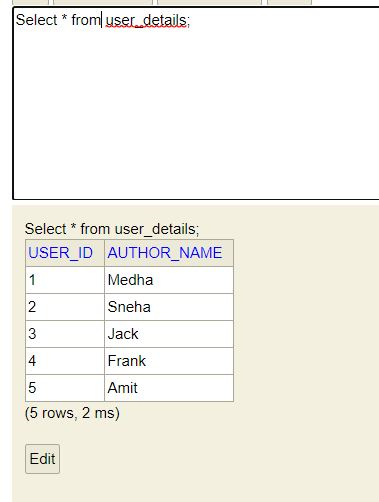 Select * from user_details;
Select * from user_details;
USER_ID AUTHOR_NAME
1 Medha
2 Sneha
3 Jack
4 Frank
5 Amit
(5 rows, 2 ms)
Edit